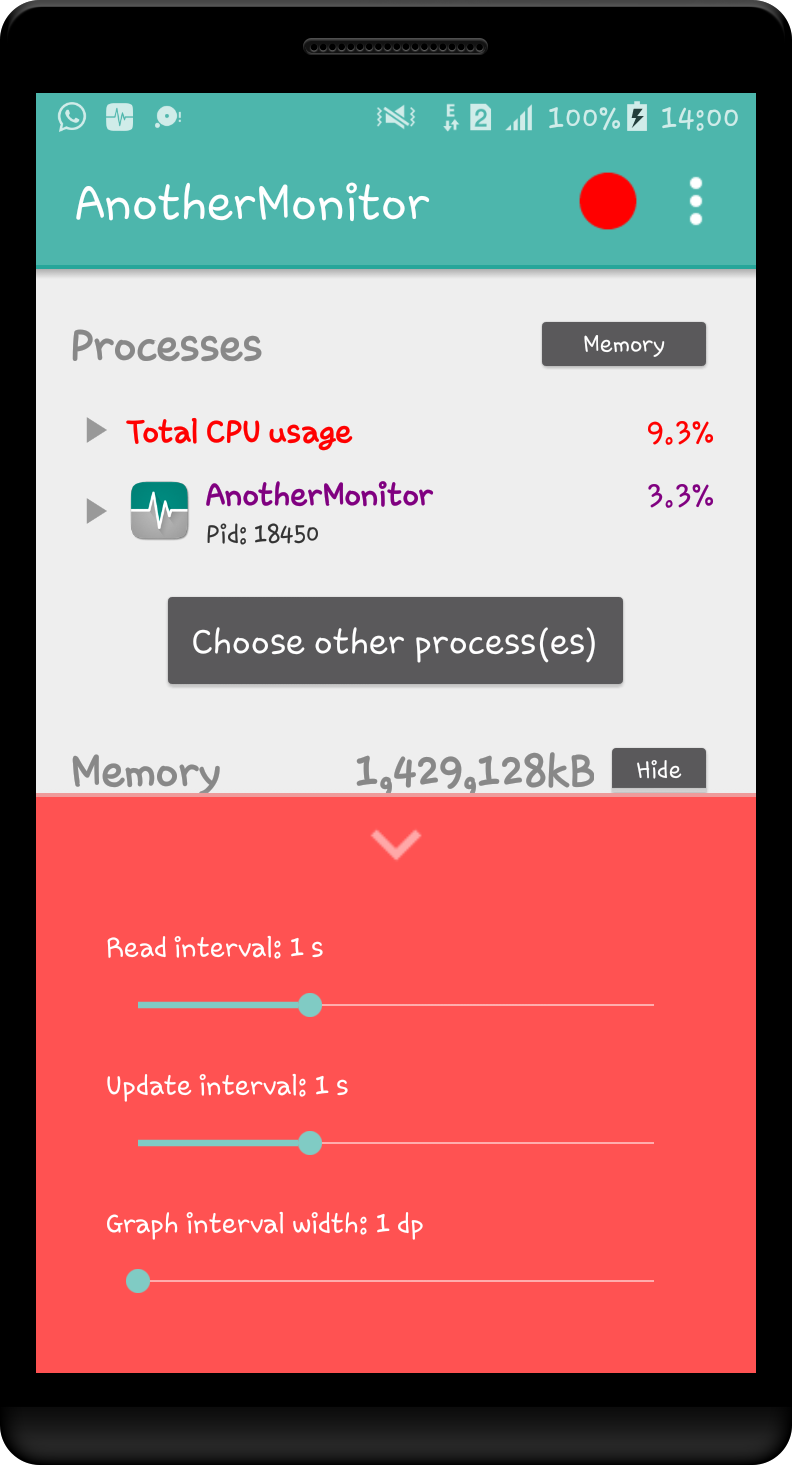 E 2 100% 14:00
AnotherMonitor
Processes Memory
Total CPU usage 9.3%
AnotherMonitor 3.3%
Pid: 18450
Choose other process(es)
Memory 1,429,128kB Hide
Read interval: 1 s
Update interval: 1 s
Graph interval width: 1 dp